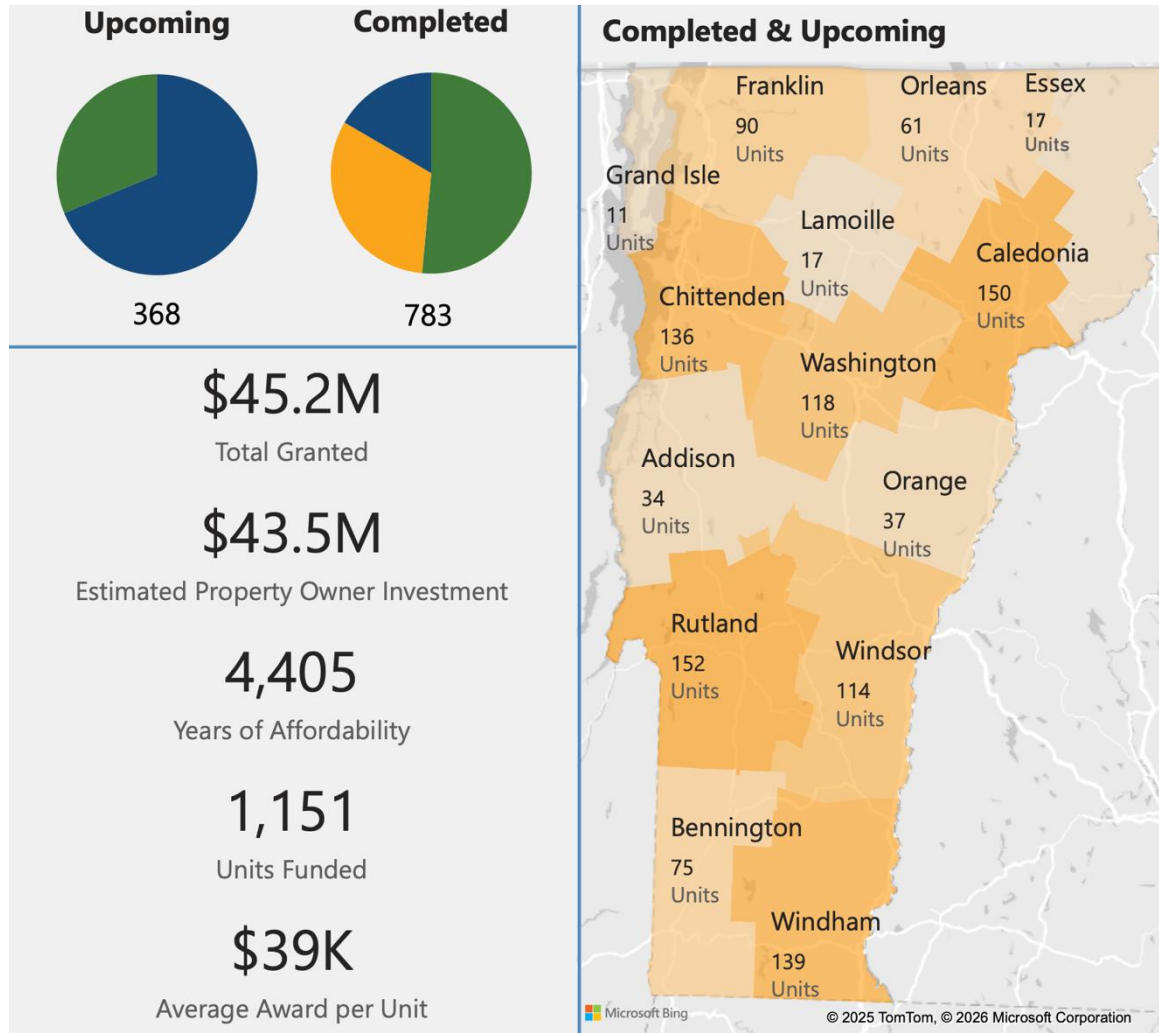 Upcoming
Completed
368
783
$45.2M
Total Granted
$43.5M
Estimated Property Owner Investment
4,405
Years of Affordability
1,151
Units Funded
$39K
Average Award per Unit
Completed & Upcoming
Franklin
90
Units
Orleans
61
Units
Essex
17
Units
Grand Isle
11
Units
Lamoille
17
Units
Caledonia
150
Units
Chittenden
136
Units
Washington
118
Units
Addison
34
Units
Orange
37
Units
Rutland
152
Units
Windsor
114
Units
Bennington
75
Units
Windham
139
Units
Microsoft Bing
© 2025 TomTom, © 2026 Microsoft Corporation